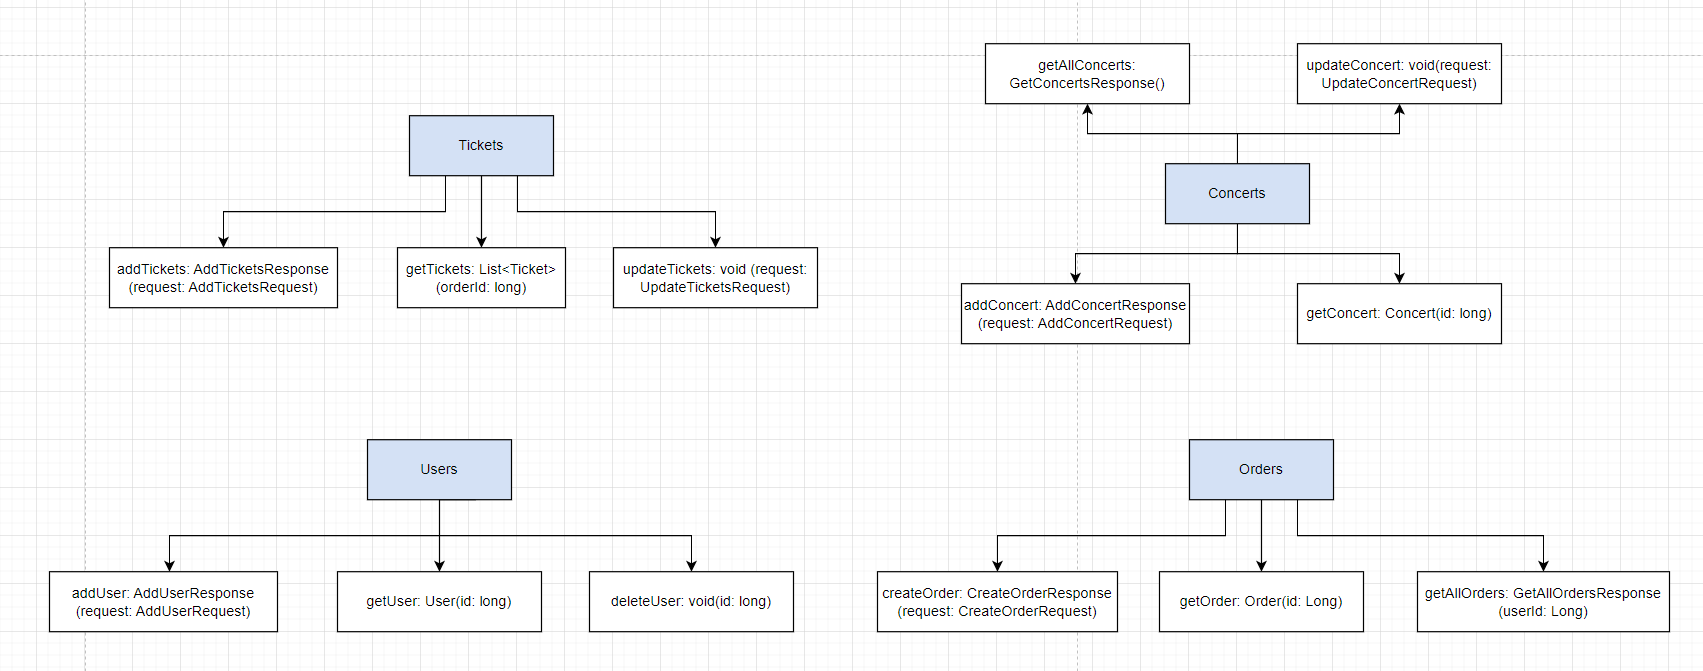 getAllConcerts:
GetConcertsResponse()
updateConcert: void(request:
UpdateConcertRequest)
Tickets
Concerts
addTickets: AddTicketsResponse
(request: AddTicketsRequest)
getTickets: List<Ticket>
(orderId: long)
updateTickets: void (request:
UpdateTicketsRequest)
addConcert: AddConcertResponse
(request: AddConcertRequest)
getConcert: Concert(id: long)
Users
Orders
addUser: AddUserResponse
(request: AddUserRequest)
getUser: User(id: long)
deleteUser: void(id: long)
createOrder: CreateOrderResponse
(request: CreateOrderRequest)
getOrder: Order(id: Long)
getAllOrders: GetAllOrdersResponse
(userId: Long)